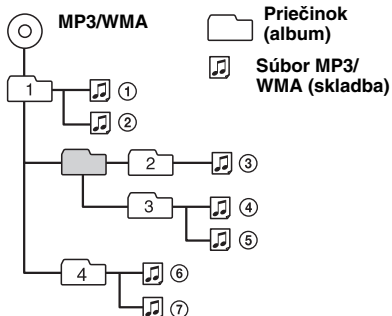 MP3/WMA
Priečinok
(album)
Súbor MP3/
WMA (skladba)
1
①
②
2
③
3
④
⑤
4
⑥
⑦